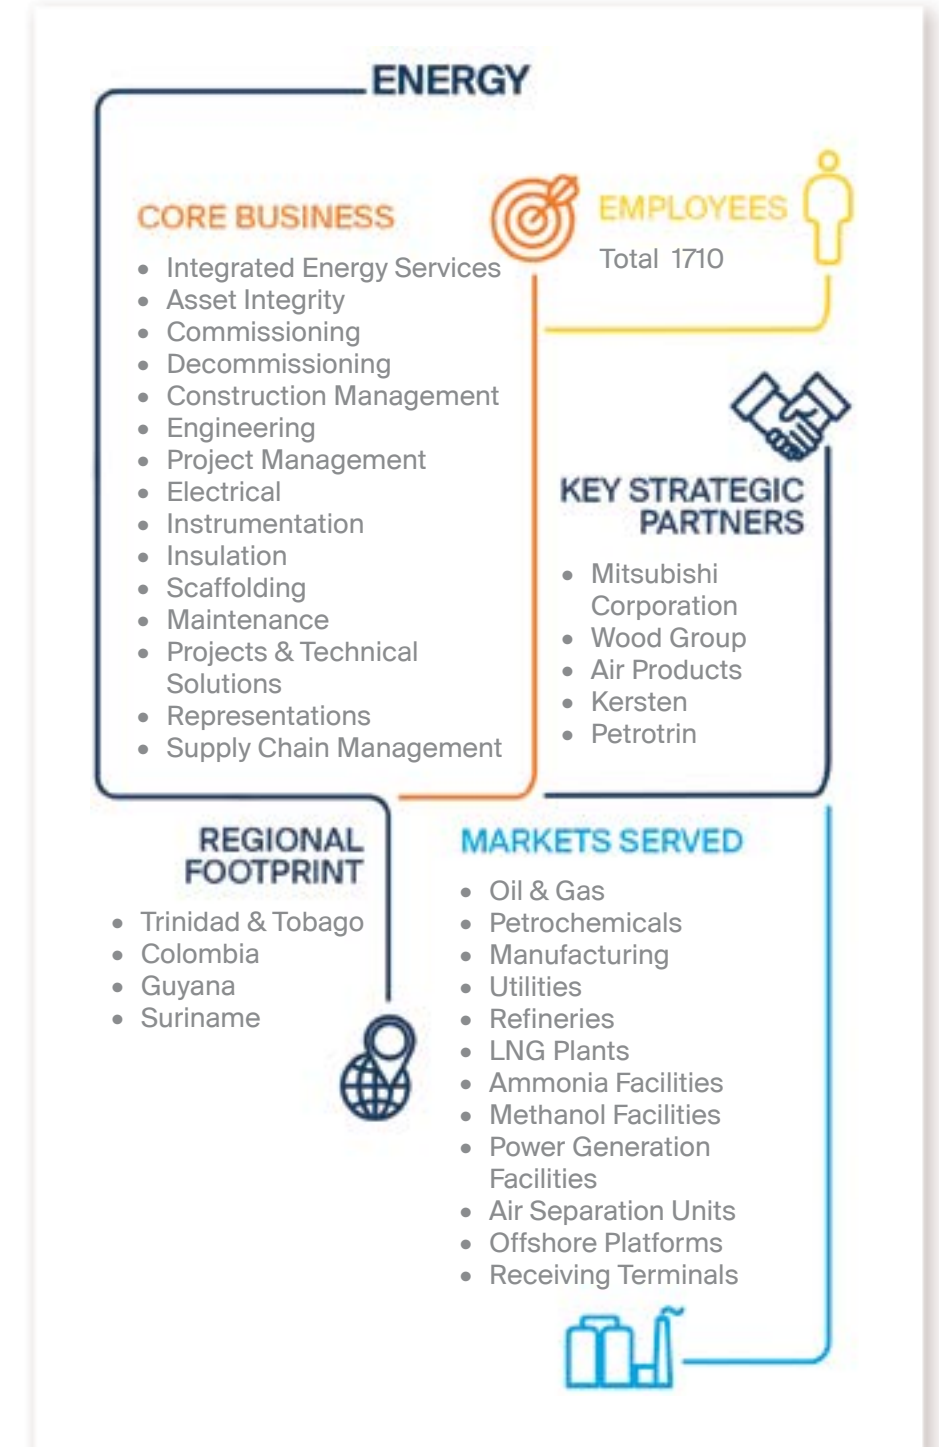 ENERGY
CORE BUSINESS
• Integrated Energy Services
• Asset Integrity
• Commissioning
• Decommissioning
• Construction Management
• Engineering
• Project Management
• Electrical
• Instrumentation
• Insulation
• Scaffolding
• Maintenance
• Projects & Technical
Solutions
• Representations
• Supply Chain Management
EMPLOYEES
Total 1710
KEY STRATEGIC
PARTNERS
• Mitsubishi
Corporation
• Wood Group
• Air Products
• Kersten
• Petrotrin
REGIONAL
FOOTPRINT
• Trinidad & Tobago
• Colombia
• Guyana
• Suriname
MARKETS SERVED
• Oil & Gas
• Petrochemicals
• Manufacturing
• Utilities
• Refineries
• LNG Plants
• Ammonia Facilities
• Methanol Facilities
• Power Generation
Facilities
• Air Separation Units
• Offshore Platforms
• Receiving Terminals